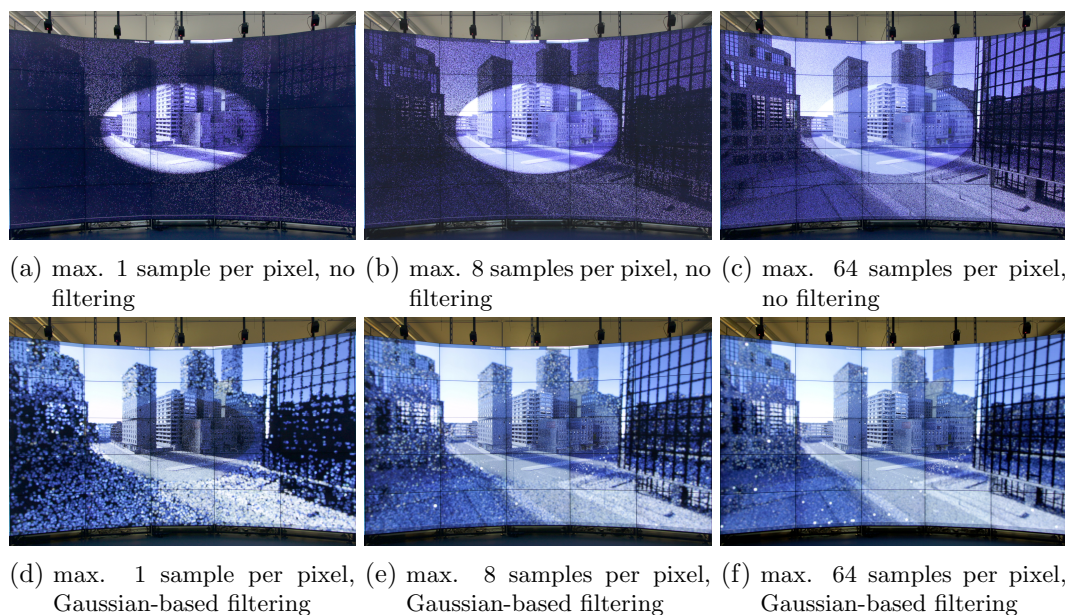 (a) max. 1 sample per pixel, no
filtering
(b) max. 8 samples per pixel, no
filtering
(c) max. 64 samples per pixel,
no filtering
(d) max. 1 sample per pixel,
Gaussian-based filtering
(e) max. 8 samples per pixel,
Gaussian-based filtering
(f) max. 64 samples per pixel,
Gaussian-based filtering